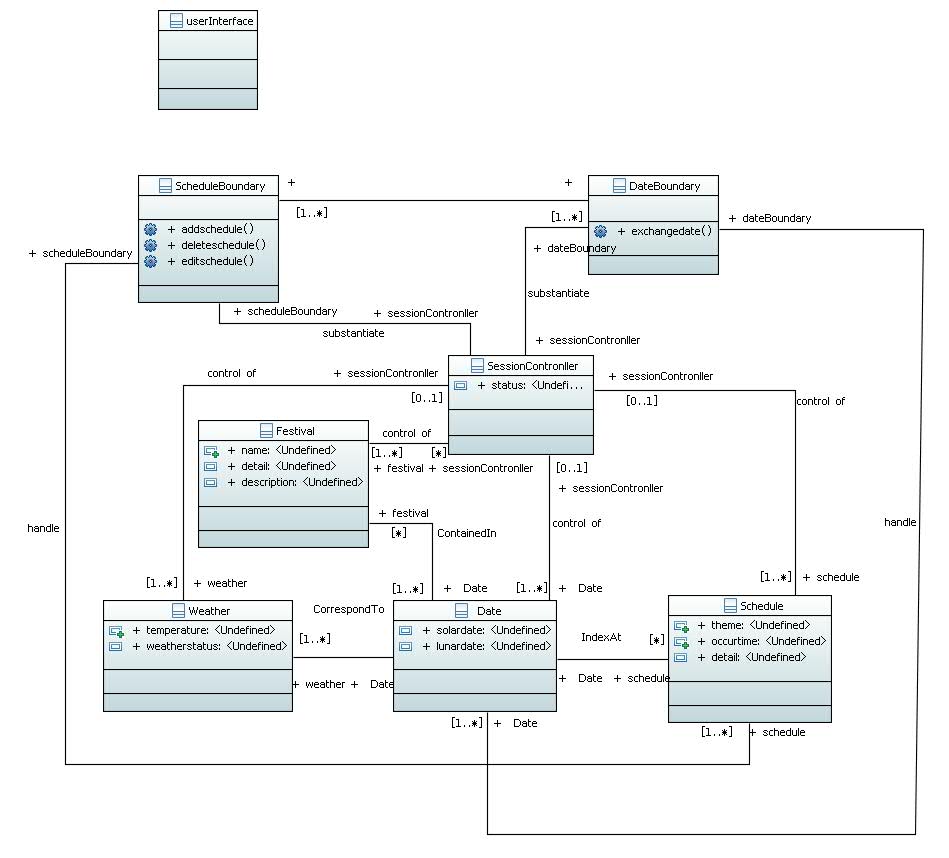 userInterface
ScheduleBoundary
+
+
DateBoundary
[1..*]
[1..*]
+ dateBoundary
+ addschedule()
+ deleteschedule()
+ editschedule()
+ exchangedate()
+ dateBoundary
+ scheduleBoundary
substantiate
+ scheduleBoundary
+ sessionContronller
substantiate
+ sessionContronller
SessionContronller
+ status: <Undefi...
control of
+ sessionContronller
[0..1]
+ sessionContronller
[0..1]
control of
Festival
+ name: <Undefined>
+ detail: <Undefined>
+ description: <Undefined>
control of
[1..*]
[*]
+ festival
+ sessionContronller
[0..1]
+ sessionContronller
+ festival
[*]
ContainedIn
control of
handle
handle
[1..*]
+ weather
[1..*]
+ Date
[1..*]
+ Date
[1..*]
+ schedule
Weather
+ temperature: <Undefined>
+ weatherstatus: <Undefined>
CorrespondTo
[1..*]
+ weather
+ Date
Date
+ solardate: <Undefined>
+ lunardate: <Undefined>
IndexAt
[*]
+ Date
+ schedule
Schedule
+ theme: <Undefined>
+ occurtime: <Undefined>
+ detail: <Undefined>
[1..*]
+ Date
[1..*]
+ schedule